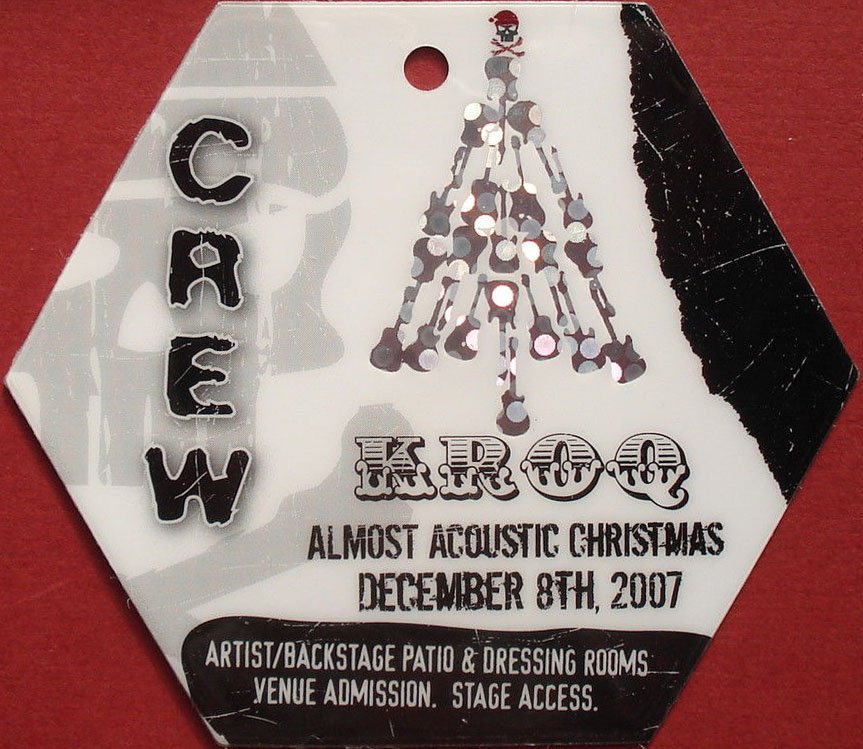 CREW
KROQ
ALMOST ACOUSTIC CHRISTMAS
DECEMBER 8TH, 2007
ARTIST/BACKSTAGE PATIO & DRESSING ROOMS
VENUE ADMISSION. STAGE ACCESS.